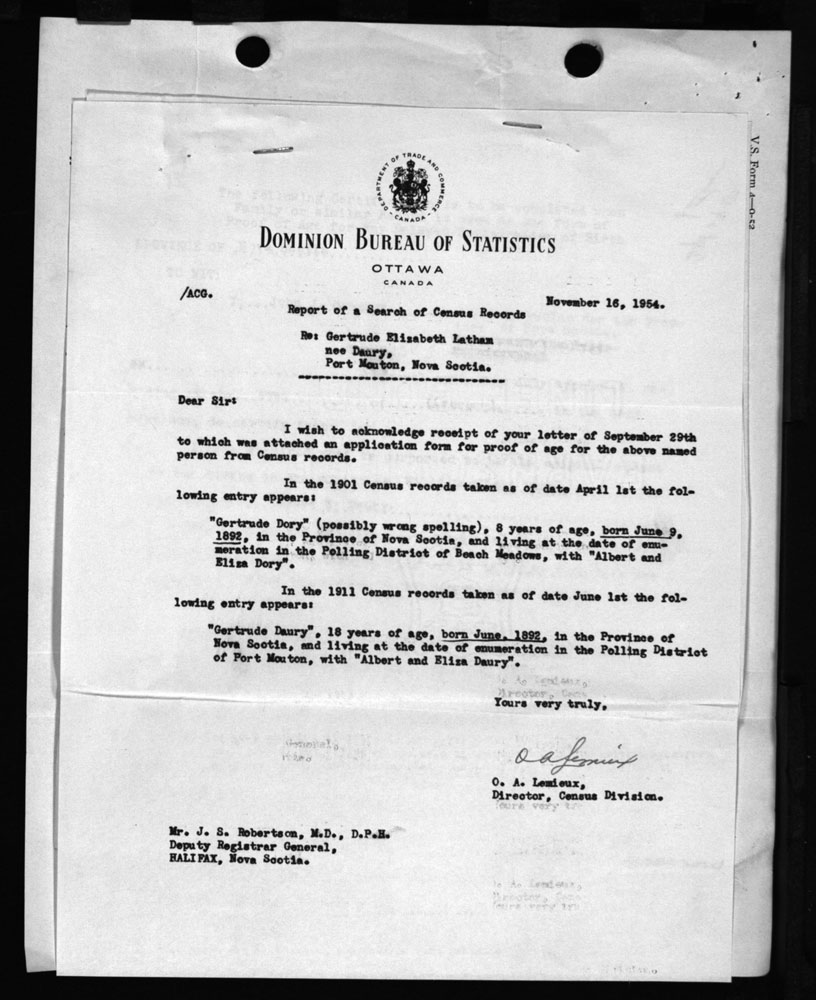 V.S. Form 4—0-52
DEPARTMENT OF TRADE AND COMMERCE
CANADA
DOMINION BUREAU OF STATISTICS
OTTAWA
CANADA
/ACG.
November 16, 1954.
Report of a Search of Census Records
Re: Gertrude Elizabeth Latham
nee Daury,
Port Mouton, Nova Scotia.
Dear Sir:
I wish to acknowledge receipt of your letter of September 29th
to which was attached an application form for proof of age for the above named
person from Census records.
In the 1901 Census records taken as of date April 1st the fol-
lowing entry appears:
"Gertrude Dory" (possibly wrong spelling), 8 years of age, born June 9,
1892, in the Province of Nova Scotia, and living at the date of enu-
meration in the Polling District of Beach Meadows, with "Albert and
Eliza Dory".
In the 1911 Census records taken as of date June 1st the fol-
lowing entry appears:
"Gertrude Daury", 18 years of age, born June, 1892, in the Province of
Nova Scotia, and living at the date of enumeration in the Polling District
of Port Mouton, with "Albert and Eliza Daury".
Yours very truly,
O A Lemieux
O. A. Lemieux,
Director, Census Division.
Mr. J. S. Robertson, M.D., D.P.H.
Deputy Registrar General,
HALIFAX, Nova Scotia.